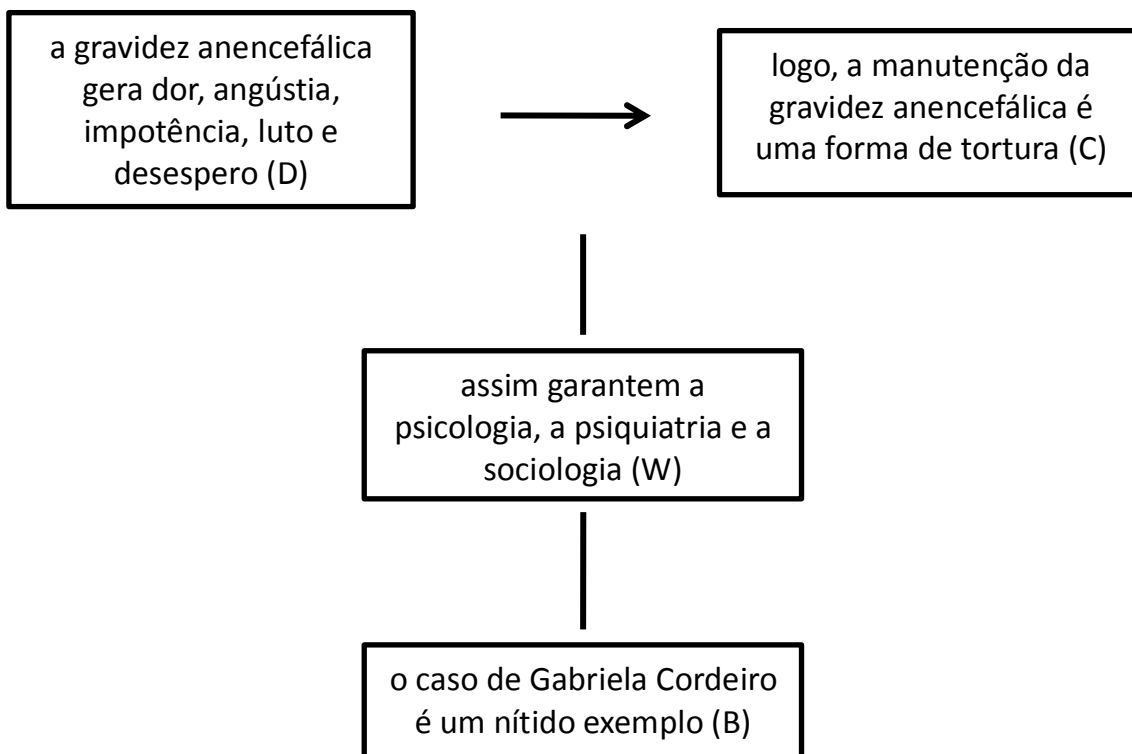 a gravidez anencefálica
gera dor, angústia,
impotência, luto e
desespero (D)
logo, a manutenção da
gravidez anencefálica é
uma forma de tortura (C)
assim garantem a
psicologia, a psiquiatria e a
sociologia (W)
o caso de Gabriela Cordeiro
é um nítido exemplo (B)